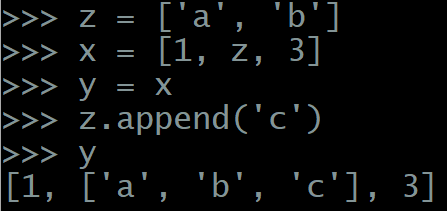 >>> z = ['a', 'b']
>>> x = [1, z, 3]
>>> y = x
>>> z.append('c')
>>> y
[1, ['a', 'b', 'c'], 3]